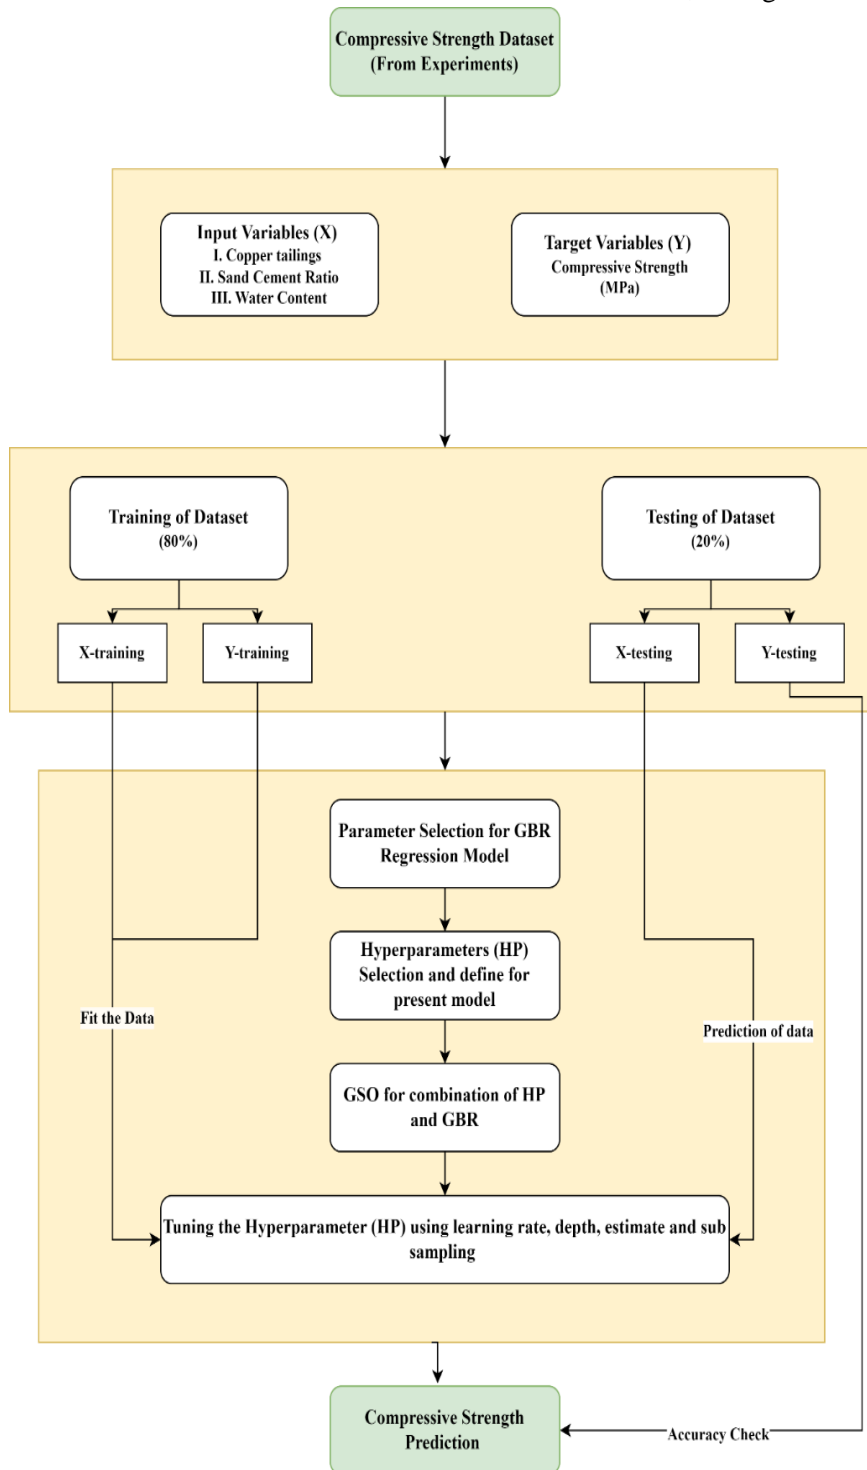 Compressive Strength Dataset
(From Experiments)
Input Variables (X)
I. Copper tailings
II. Sand Cement Ratio
III. Water Content
Target Variables (Y)
Compressive Strength
(MPa)
Training of Dataset
(80%)
Testing of Dataset
(20%)
X-training
Y-training
X-testing
Y-testing
Parameter Selection for GBR
Regression Model
Hyperparameters (HP)
Selection and define for
present model
Fit the Data
Prediction of data
GSO for combination of HP
and GBR
Tuning the Hyperparameter (HP) using learning rate, depth, estimate and sub
sampling
Compressive Strength
Prediction
Accuracy Check